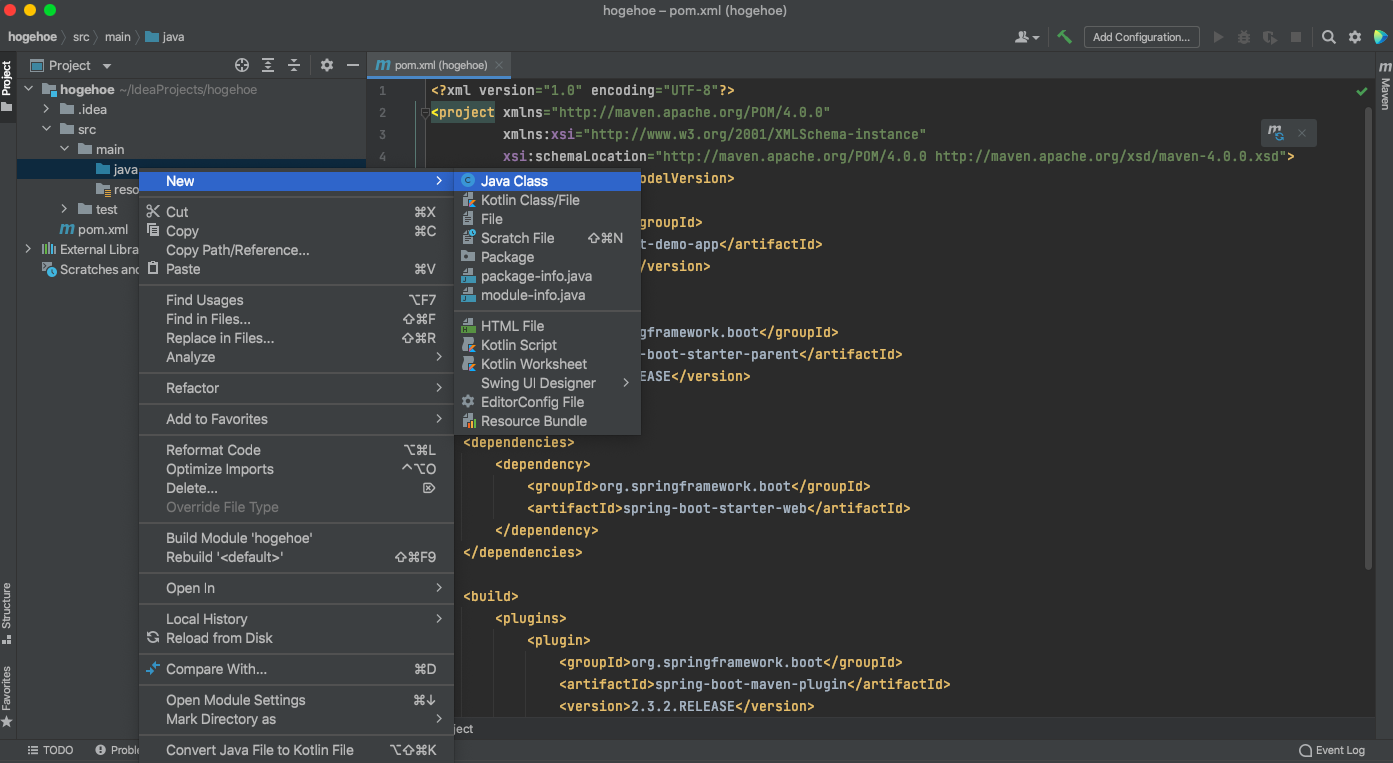 hogehoe – pom.xml (hogehoe)
hogehoe src main java
Add Configuration...
Project
Project
pom.xml (hogehoe)
Maven
hogehoe ~/IdeaProjects/hogehoe
.idea
src
main
java
reso
test
pom.xml
External Libra
Scratches and
1 <?xml version="1.0" encoding="UTF-8"?>
2 <project xmlns="http://maven.apache.org/POM/4.0.0"
3 xmlns:xsi="http://www.w3.org/2001/XMLSchema-instance"
4 xsi:schemaLocation="http://maven.apache.org/POM/4.0.0 http://maven.apache.org/xsd/maven-4.0.0.xsd">
odelVersion>
groupId>
t-demo-app</artifactId>
/version>
gframework.boot</groupId>
-boot-starter-parent</artifactId>
EASE</version>
<dependencies>
<dependency>
<groupId>org.springframework.boot</groupId>
<artifactId>spring-boot-starter-web</artifactId>
</dependency>
</dependencies>
<build>
<plugins>
<plugin>
<groupId>org.springframework.boot</groupId>
<artifactId>spring-boot-maven-plugin</artifactId>
<version>2.3.2.RELEASE</version>
ject
New
Cut ⌘X
Copy ⌘C
Copy Path/Reference...
Paste ⌘V
Find Usages ⌥F7
Find in Files... ⇧⌘F
Replace in Files... ⇧⌘R
Analyze
Refactor
Add to Favorites
Reformat Code ⌥⌘L
Optimize Imports ^⌥O
Delete... ⌦
Override File Type
Build Module 'hogehoe'
Rebuild '<default>' ⇧⌘F9
Open In
Local History
Reload from Disk
Compare With... ⌘D
Open Module Settings ⌘↓
Mark Directory as
Convert Java File to Kotlin File ⌥⇧⌘K
Java Class
Kotlin Class/File
File
Scratch File ⇧⌘N
Package
package-info.java
module-info.java
HTML File
Kotlin Script
Kotlin Worksheet
Swing UI Designer
EditorConfig File
Resource Bundle
Structure
Favorites
TODO
Proble
Event Log